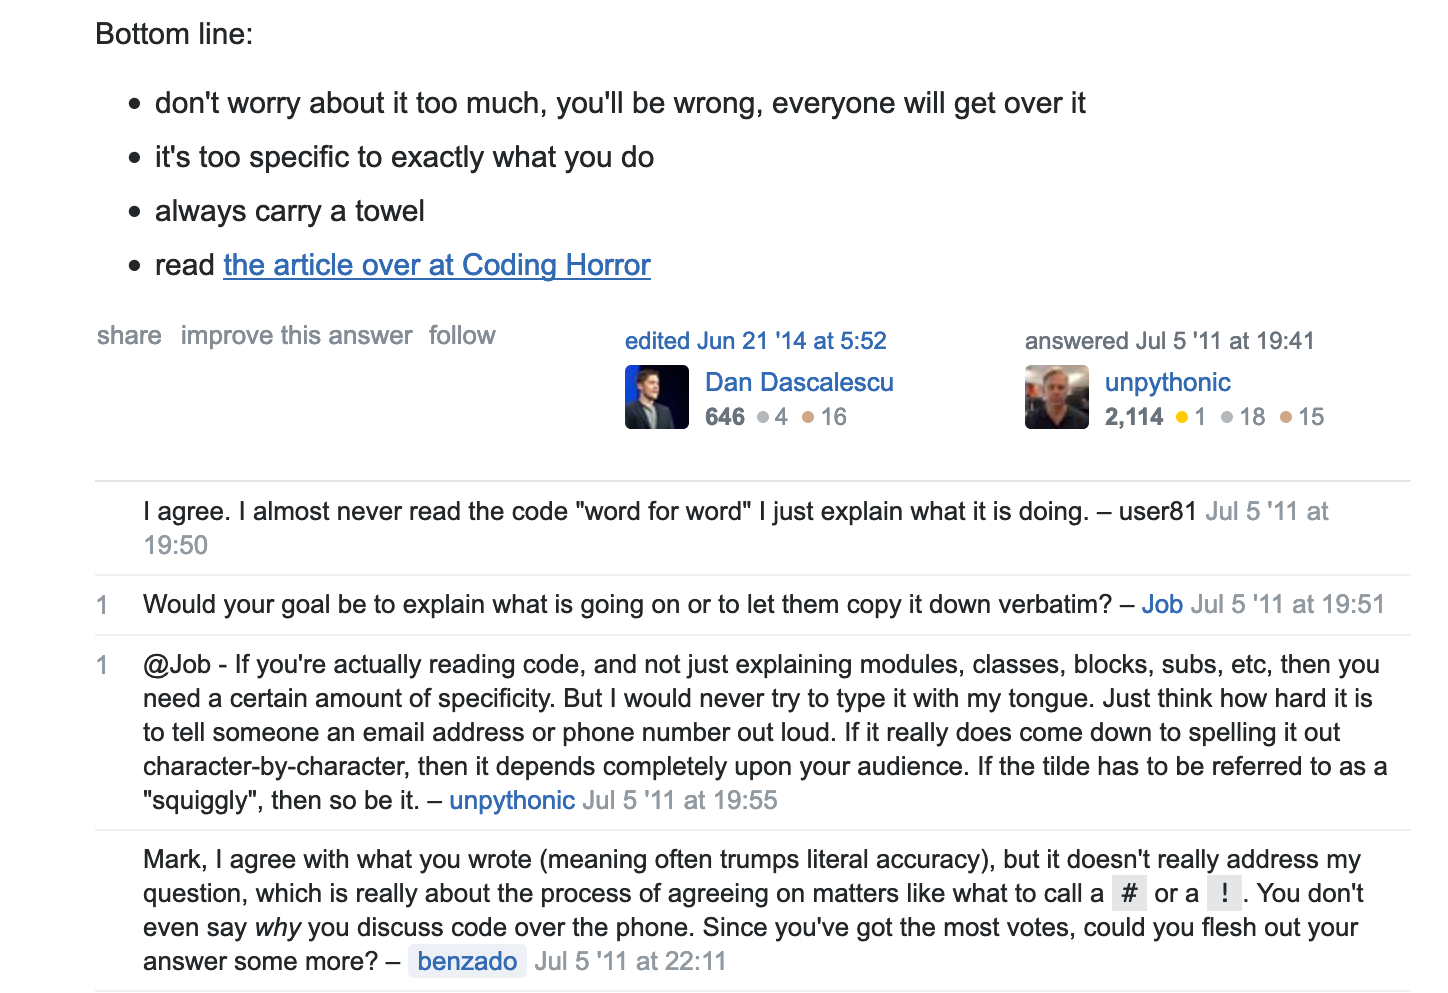 Bottom line:
• don't worry about it too much, you'll be wrong, everyone will get over it
• it's too specific to exactly what you do
• always carry a towel
• read the article over at Coding Horror
share improve this answer follow
edited Jun 21 '14 at 5:52
Dan Dascalescu
646 ● 4 ● 16
answered Jul 5 '11 at 19:41
unpythonic
2,114 ● 1 ● 18 ● 15
I agree. I almost never read the code "word for word" I just explain what it is doing. – user81 Jul 5 '11 at
19:50
1 Would your goal be to explain what is going on or to let them copy it down verbatim? – Job Jul 5 '11 at 19:51
1 @Job - If you're actually reading code, and not just explaining modules, classes, blocks, subs, etc, then you
need a certain amount of specificity. But I would never try to type it with my tongue. Just think how hard it is
to tell someone an email address or phone number out loud. If it really does come down to spelling it out
character-by-character, then it depends completely upon your audience. If the tilde has to be referred to as a
"squiggly", then so be it. – unpythonic Jul 5 '11 at 19:55
Mark, I agree with what you wrote (meaning often trumps literal accuracy), but it doesn't really address my
question, which is really about the process of agreeing on matters like what to call a # or a !. You don't
even say why you discuss code over the phone. Since you've got the most votes, could you flesh out your
answer some more? – benzado Jul 5 '11 at 22:11